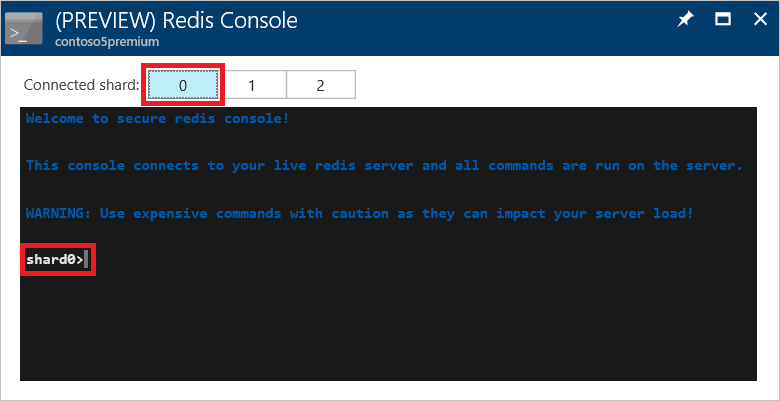 (PREVIEW) Redis Console
contoso5premium
Connected shard: 0 1 2
Welcome to secure redis console!
This console connects to your live redis server and all commands are run on the server.
WARNING: Use expensive commands with caution as they can impact your server load!
shard0>